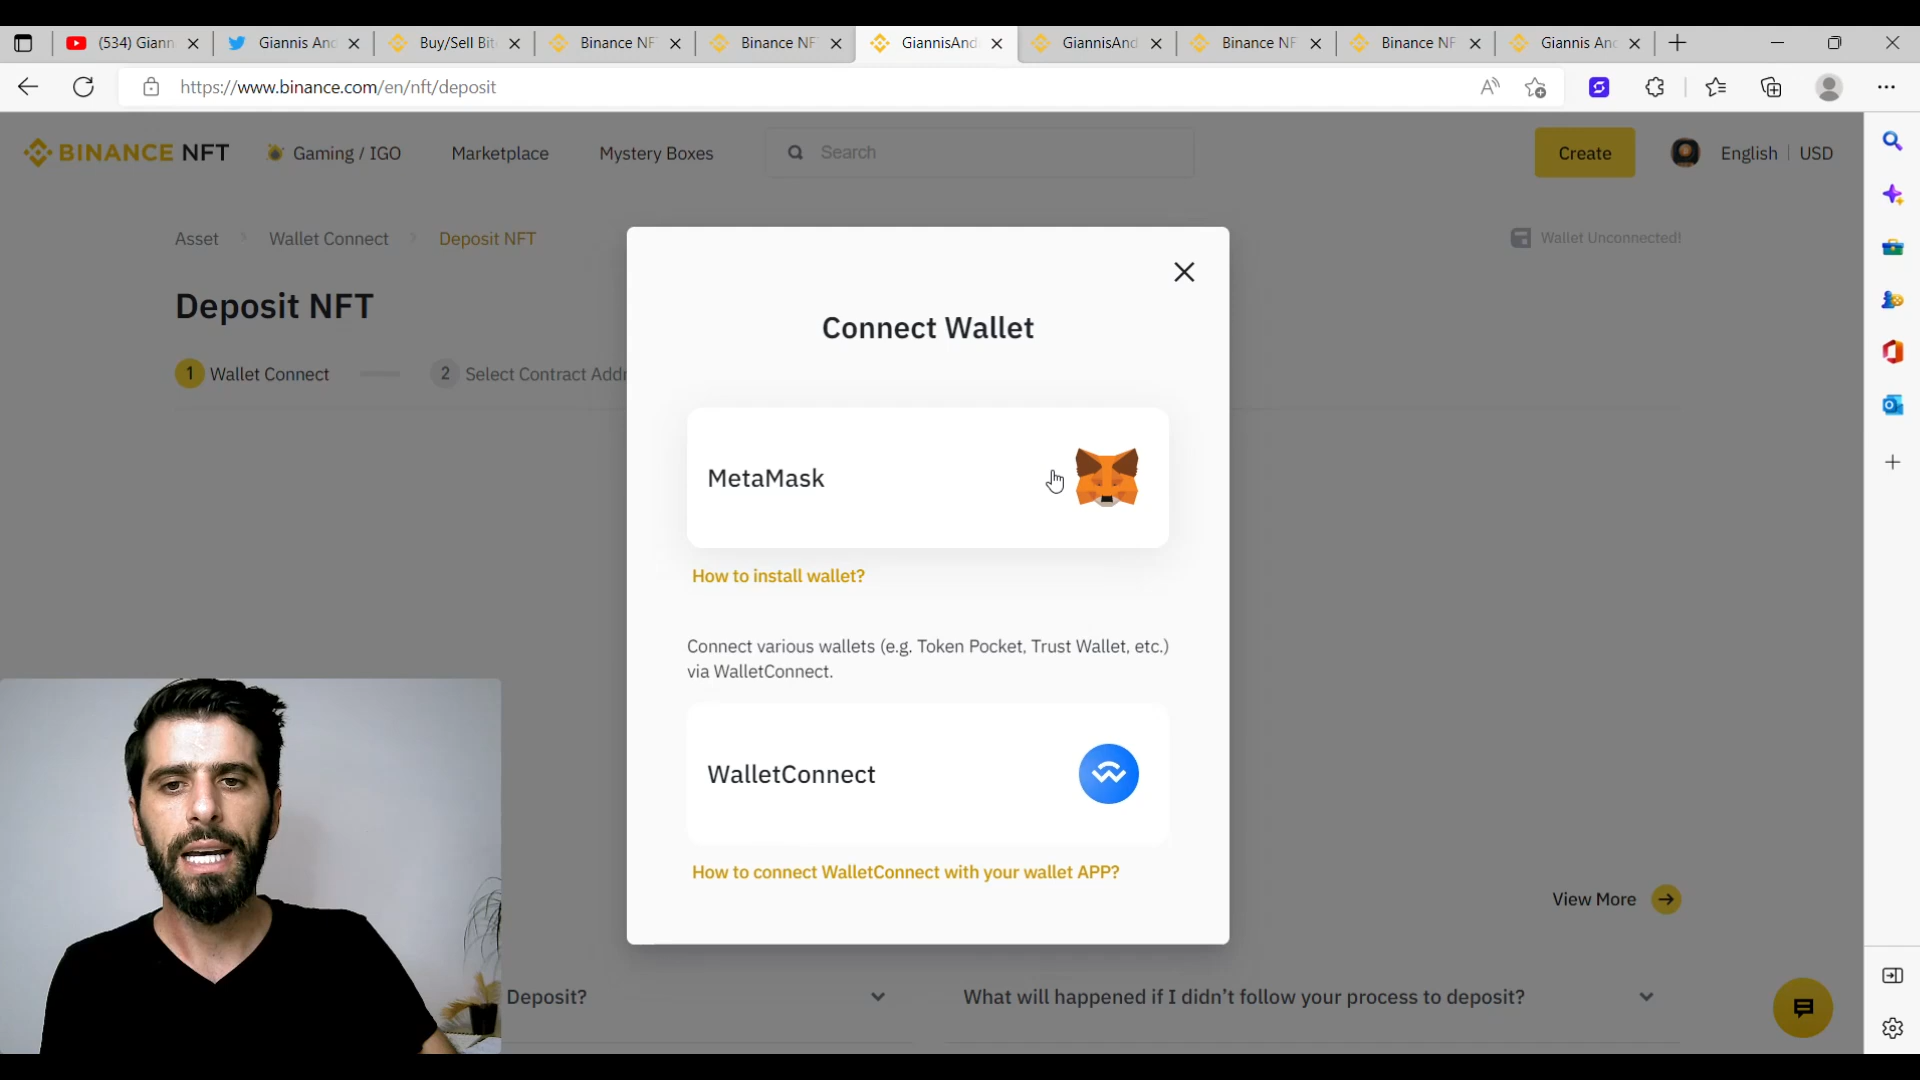 (534) Giann
Giannis And
Buy/Sell Bit
Binance NF
Binance NF
GiannisAnd
GiannisAnd
Binance NF
Binance NF
Giannis And
https://www.binance.com/en/nft/deposit
BINANCE NFT
Gaming / IGO
Marketplace
Mystery Boxes
Search
Create
English
USD
Asset
Wallet Connect
Deposit NFT
Wallet Unconnected!
Deposit NFT
1 Wallet Connect
2 Select Contract Addr
Connect Wallet
MetaMask
How to install wallet?
Connect various wallets (e.g. Token Pocket, Trust Wallet, etc.)
via WalletConnect.
WalletConnect
How to connect WalletConnect with your wallet APP?
View More
Deposit?
What will happened if I didn't follow your process to deposit?